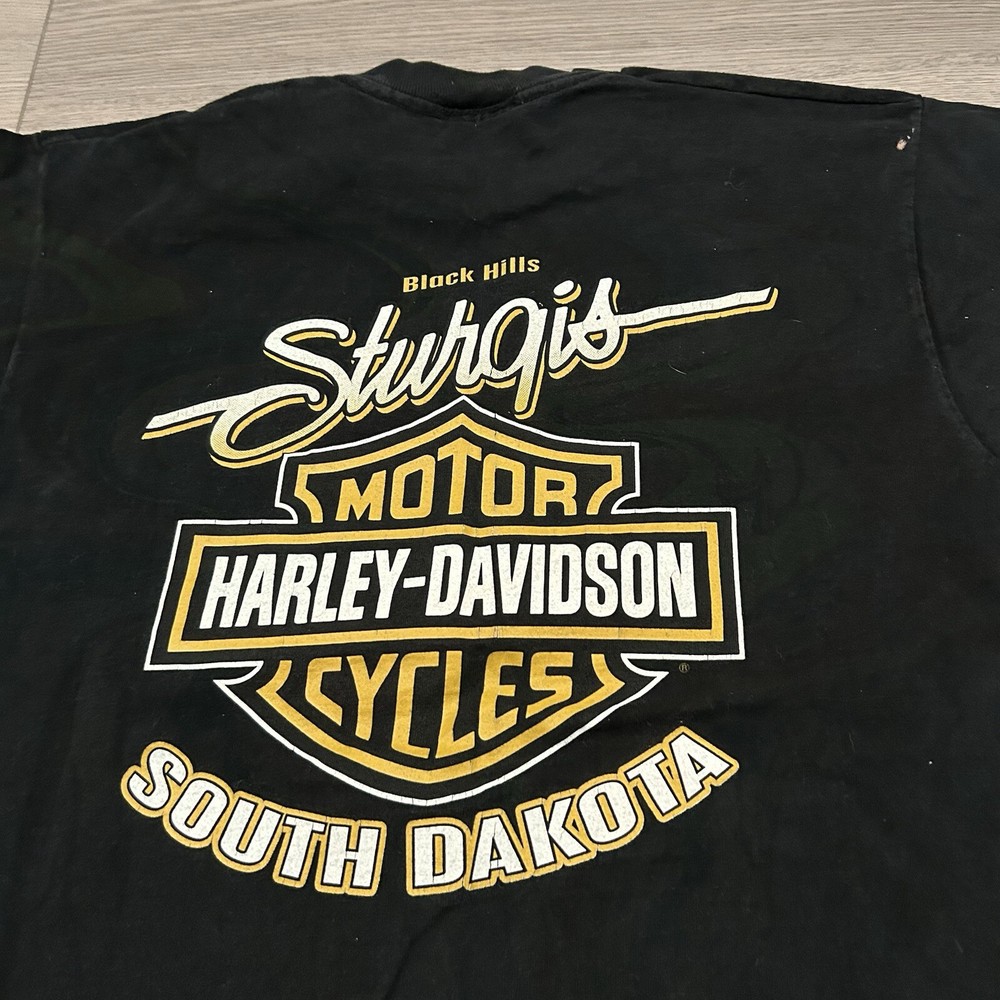 Black Hills
Sturgis
MOTOR
HARLEY-DAVIDSON
CYCLES
®
SOUTH DAKOTA